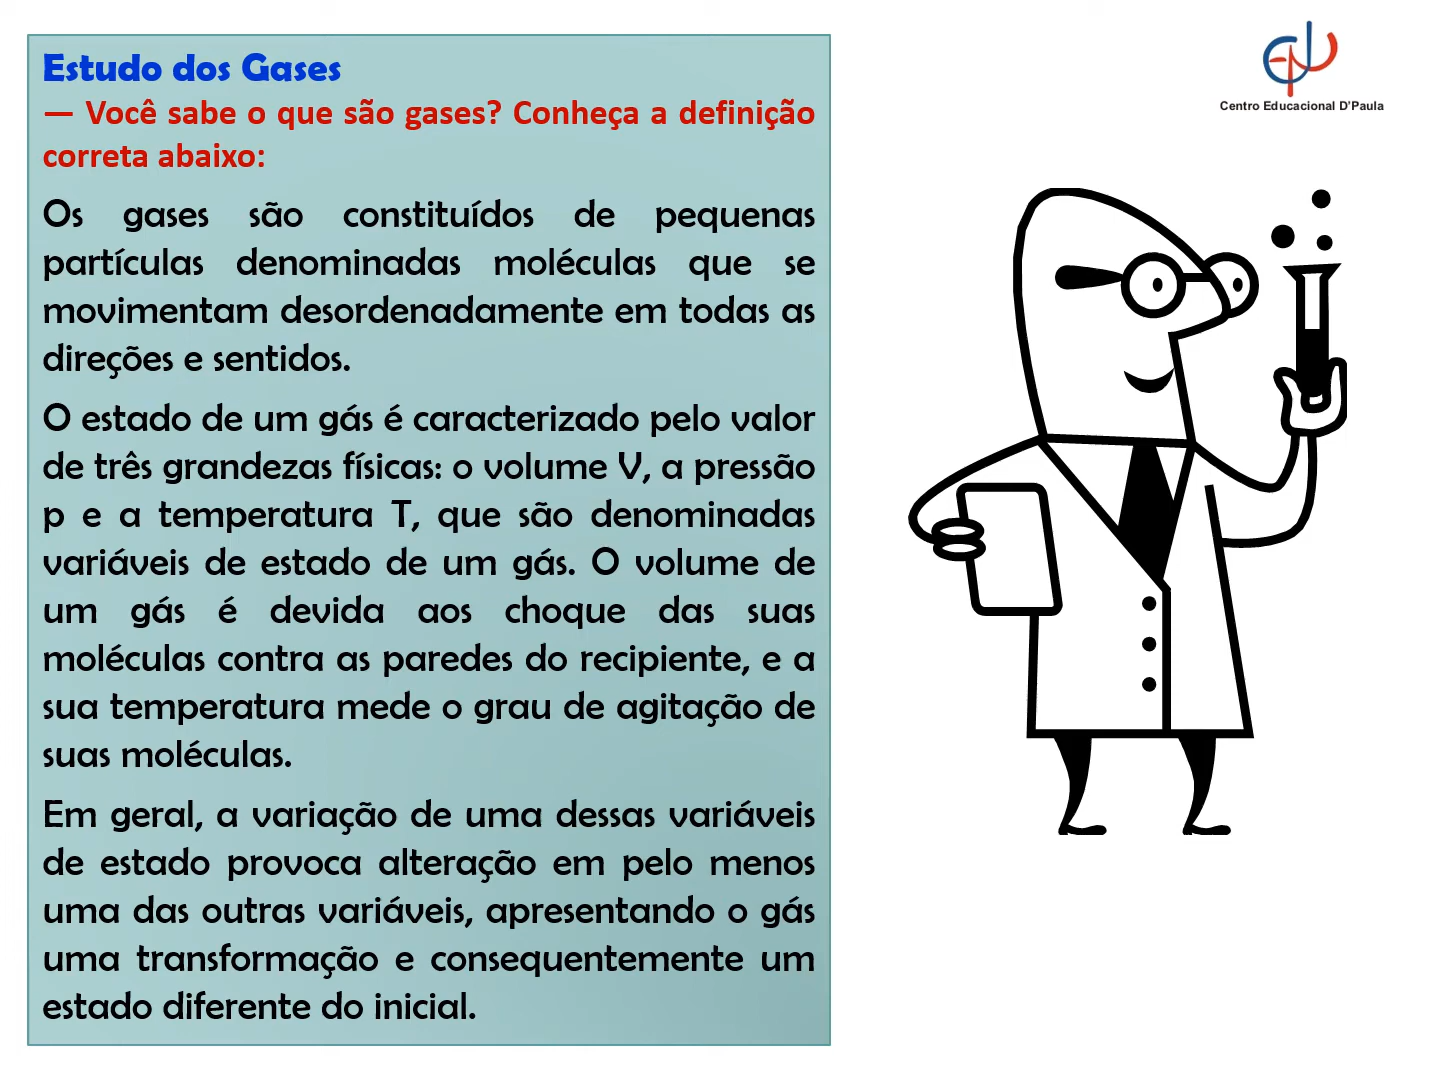 Estudo dos Gases
— Você sabe o que são gases? Conheça a definição
correta abaixo:
Os gases são constituídos de pequenas
partículas denominadas moléculas que se
movimentam desordenadamente em todas as
direções e sentidos.
O estado de um gás é caracterizado pelo valor
de três grandezas físicas: o volume V, a pressão
p e a temperatura T, que são denominadas
variáveis de estado de um gás. O volume de
um gás é devida aos choque das suas
moléculas contra as paredes do recipiente, e a
sua temperatura mede o grau de agitação de
suas moléculas.
Em geral, a variação de uma dessas variáveis
de estado provoca alteração em pelo menos
uma das outras variáveis, apresentando o gás
uma transformação e consequentemente um
estado diferente do inicial.
Centro Educacional D'Paula